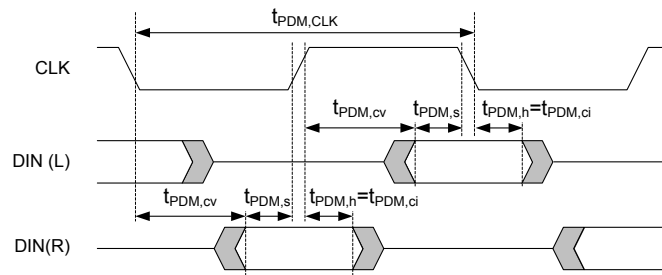 tPDM,CLK
CLK
tPDM,cv tPDM,s tPDM,h=tPDM,ci
DIN (L)
tPDM,cv tPDM,s tPDM,h=tPDM,ci
DIN(R)